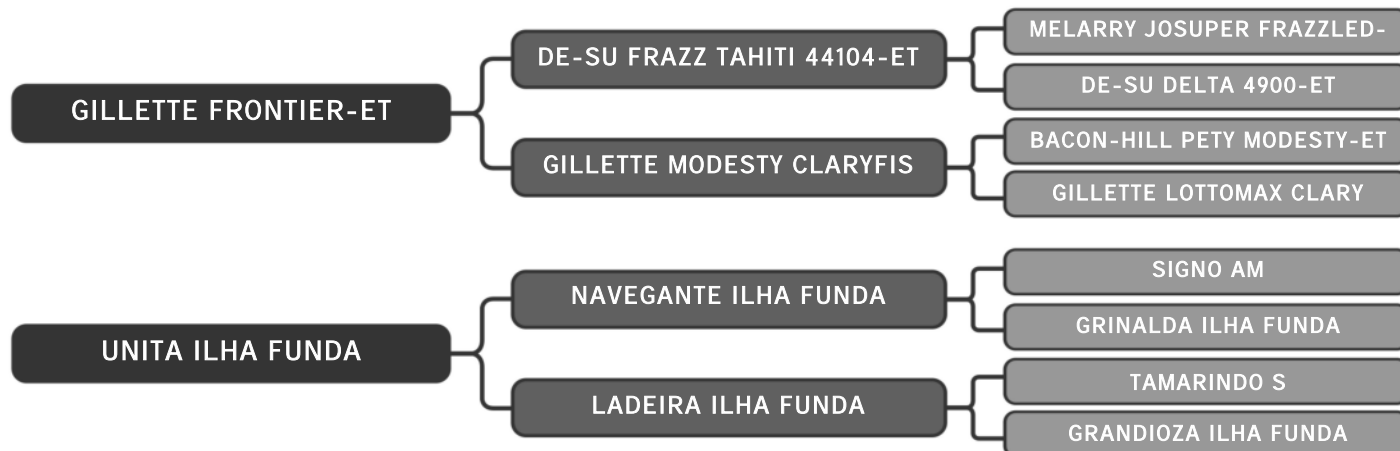 MELARRY JOSUPER FRAZZLED-
DE-SU FRAZZ TAHITI 44104-ET
DE-SU DELTA 4900-ET
GILLETTE FRONTIER-ET
BACON-HILL PETY MODESTY-ET
GILLETTE MODESTY CLARYFIS
GILLETTE LOTTOMAX CLARY
SIGNO AM
NAVEGANTE ILHA FUNDA
GRINALDA ILHA FUNDA
UNITA ILHA FUNDA
TAMARINDO S
LADEIRA ILHA FUNDA
GRANDIOZA ILHA FUNDA